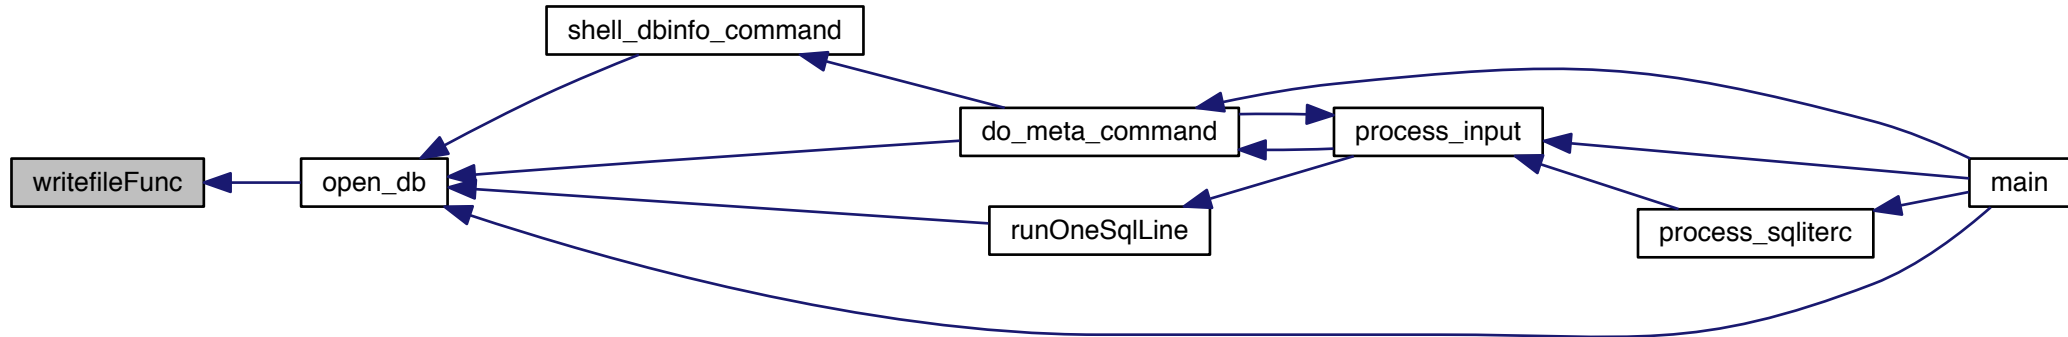 shell_dbinfo_command
do_meta_command
process_input
writefileFunc
open_db
main
runOneSqlLine
process_sqliterc